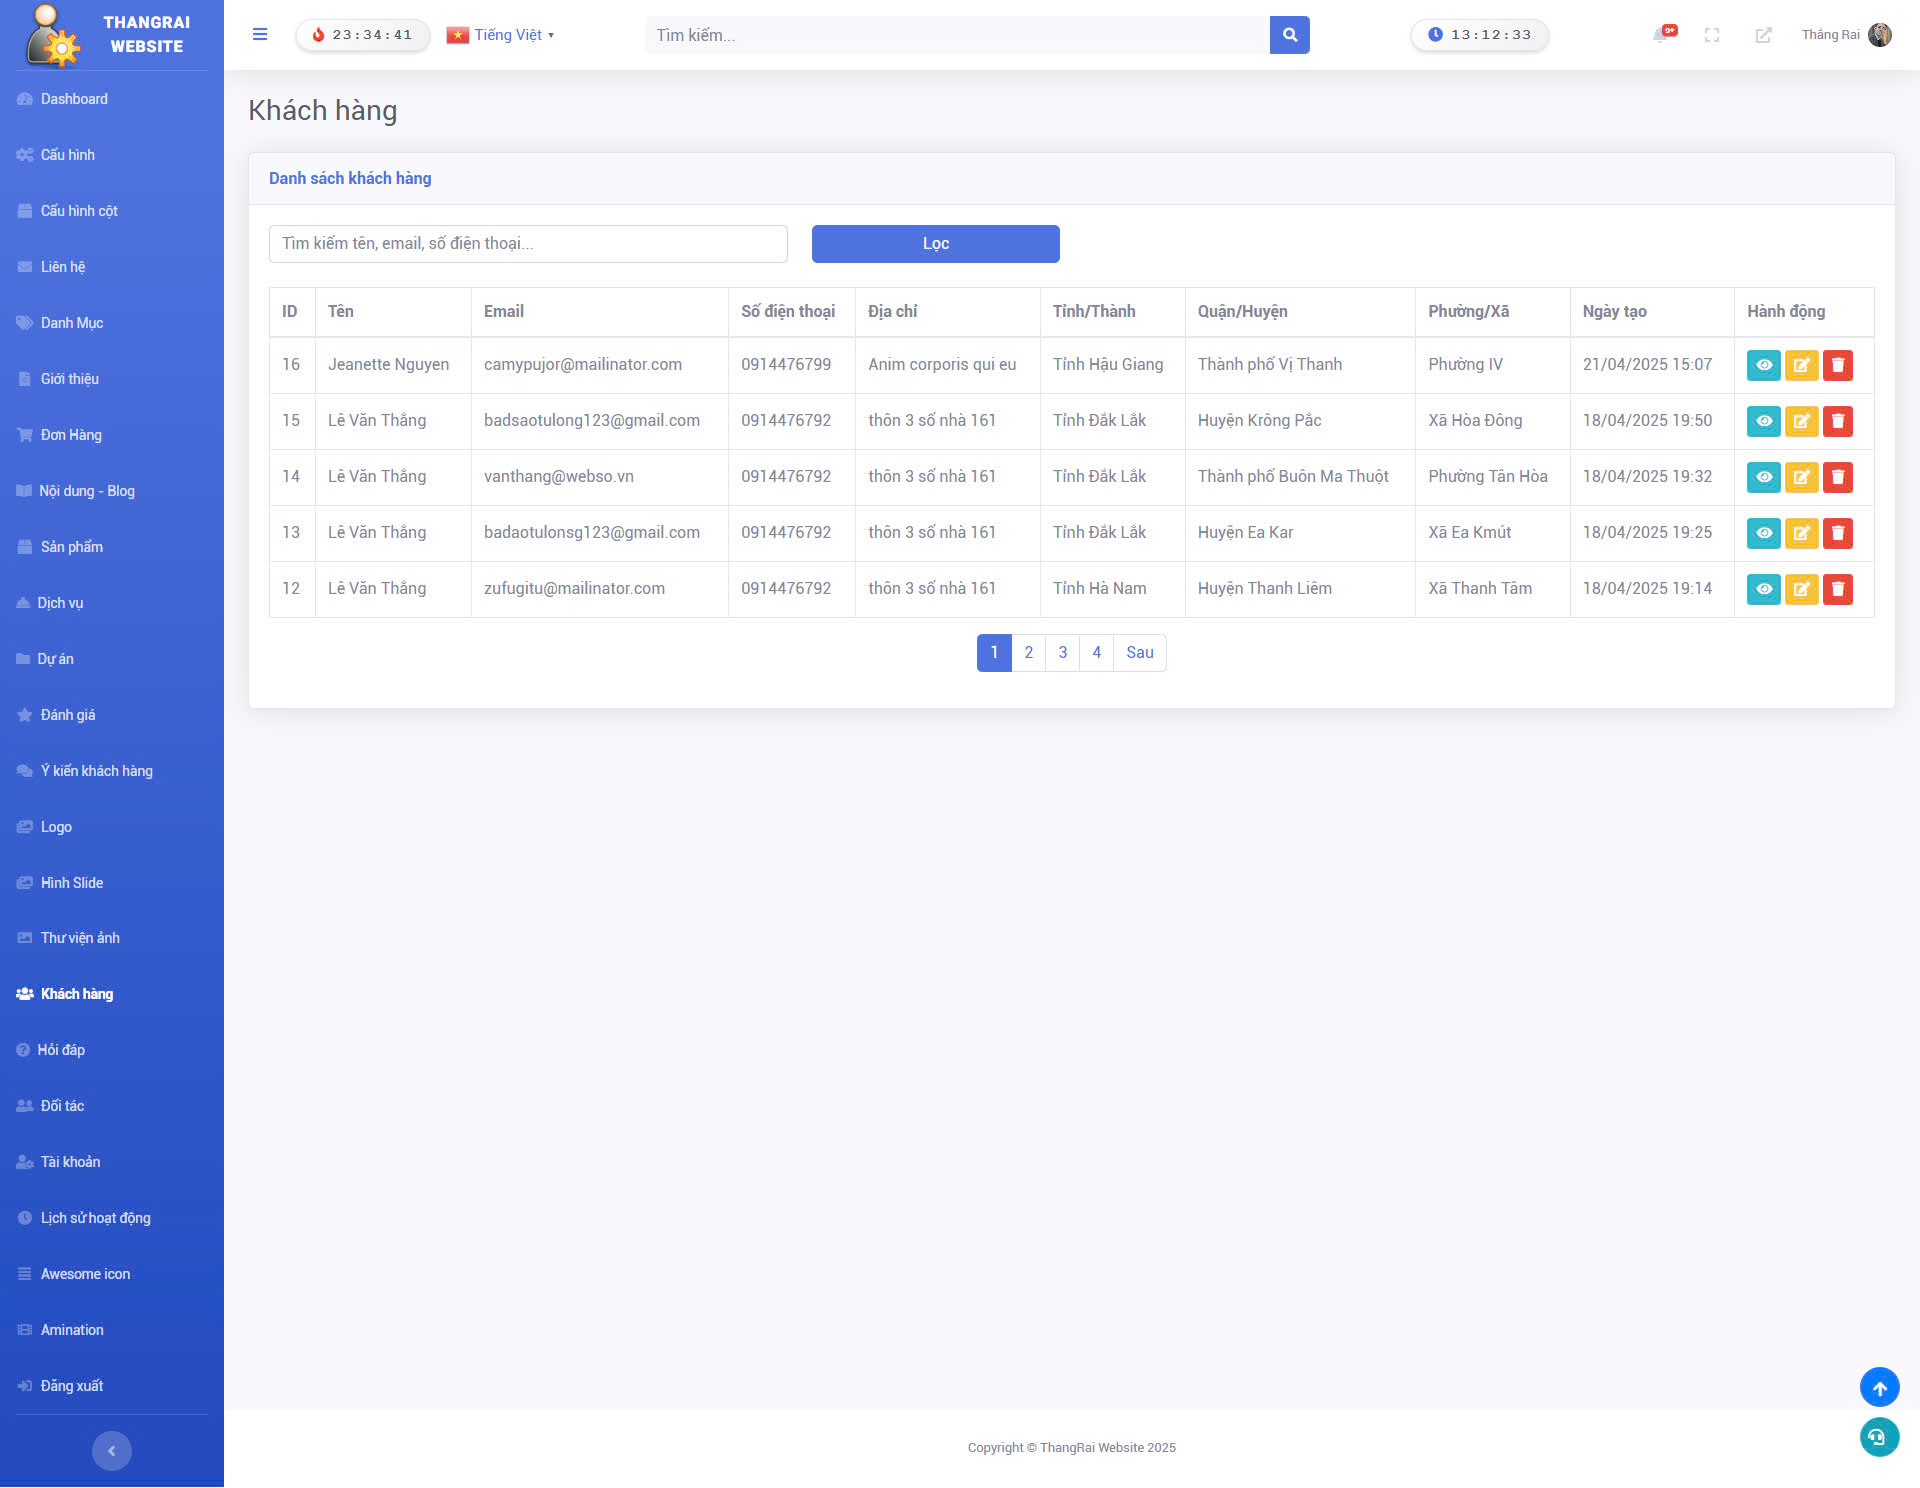 THANGRAI
WEBSITE
Dashboard
Cấu hình
Cấu hình cột
Liên hệ
Danh Mục
Giới thiệu
Đơn Hàng
Nội dung - Blog
Sản phẩm
Dịch vụ
Dự án
Đánh giá
Ý kiến khách hàng
Logo
Hình Slide
Thư viện ảnh
Khách hàng
Hỏi đáp
Đối tác
Tài khoản
Lịch sử hoạt động
Awesome icon
Amination
Đăng xuất
23:34:41 Tiếng Việt Tìm kiếm... 13:12:33 9+ Thắng Rai
Khách hàng
Danh sách khách hàng
Tìm kiếm tên, email, số điện thoại... Lọc
ID Tên Email Số điện thoại Địa chỉ Tỉnh/Thành Quận/Huyện Phường/Xã Ngày tạo Hành động
16 Jeanette Nguyen camypujor@mailinator.com 0914476799 Anim corporis qui eu Tỉnh Hậu Giang Thành phố Vị Thanh Phường IV 21/04/2025 15:07
15 Lê Văn Thắng badsaotulong123@gmail.com 0914476792 thôn 3 số nhà 161 Tỉnh Đắk Lắk Huyện Krông Pắc Xã Hòa Đông 18/04/2025 19:50
14 Lê Văn Thắng vanthang@webso.vn 0914476792 thôn 3 số nhà 161 Tỉnh Đắk Lắk Thành phố Buôn Ma Thuột Phường Tân Hòa 18/04/2025 19:32
13 Lê Văn Thắng badaotulonsg123@gmail.com 0914476792 thôn 3 số nhà 161 Tỉnh Đắk Lắk Huyện Ea Kar Xã Ea Kmút 18/04/2025 19:25
12 Lê Văn Thắng zufugitu@mailinator.com 0914476792 thôn 3 số nhà 161 Tỉnh Hà Nam Huyện Thanh Liêm Xã Thanh Tâm 18/04/2025 19:14
1 2 3 4 Sau
Copyright © ThangRai Website 2025